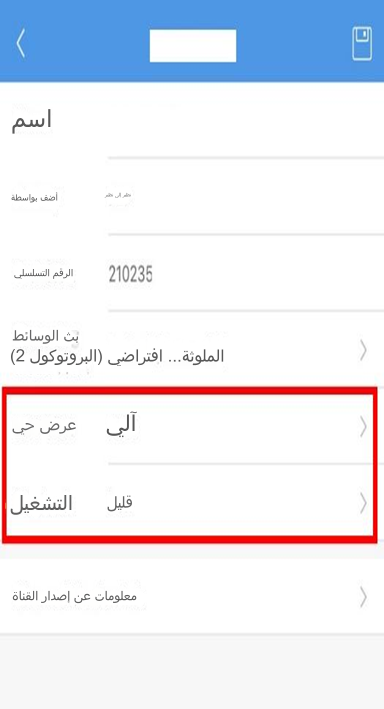 اسم
أضف بواسطة
الرقم التسلسلي 210235
بث الوسائط
الملوثة... افتراضي (البروتوكول 2)
عرض حي آلي
التشغيل قليل
معلومات عن إصدار القناة